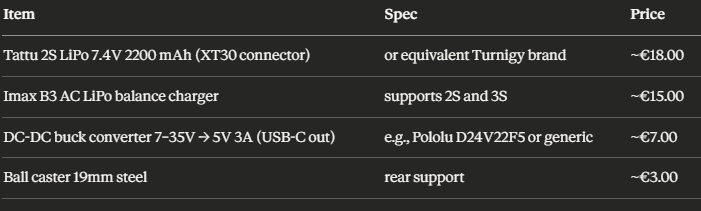 Item Spec Price
Tattu 2S LiPo 7.4V 2200 mAh (XT30 connector) or equivalent Turnigy brand ~€18.00
Imax B3 AC LiPo balance charger supports 2S and 3S ~€15.00
DC-DC buck converter 7–35V → 5V 3A (USB-C out) e.g., Pololu D24V22F5 or generic ~€7.00
Ball caster 19mm steel rear support ~€3.00